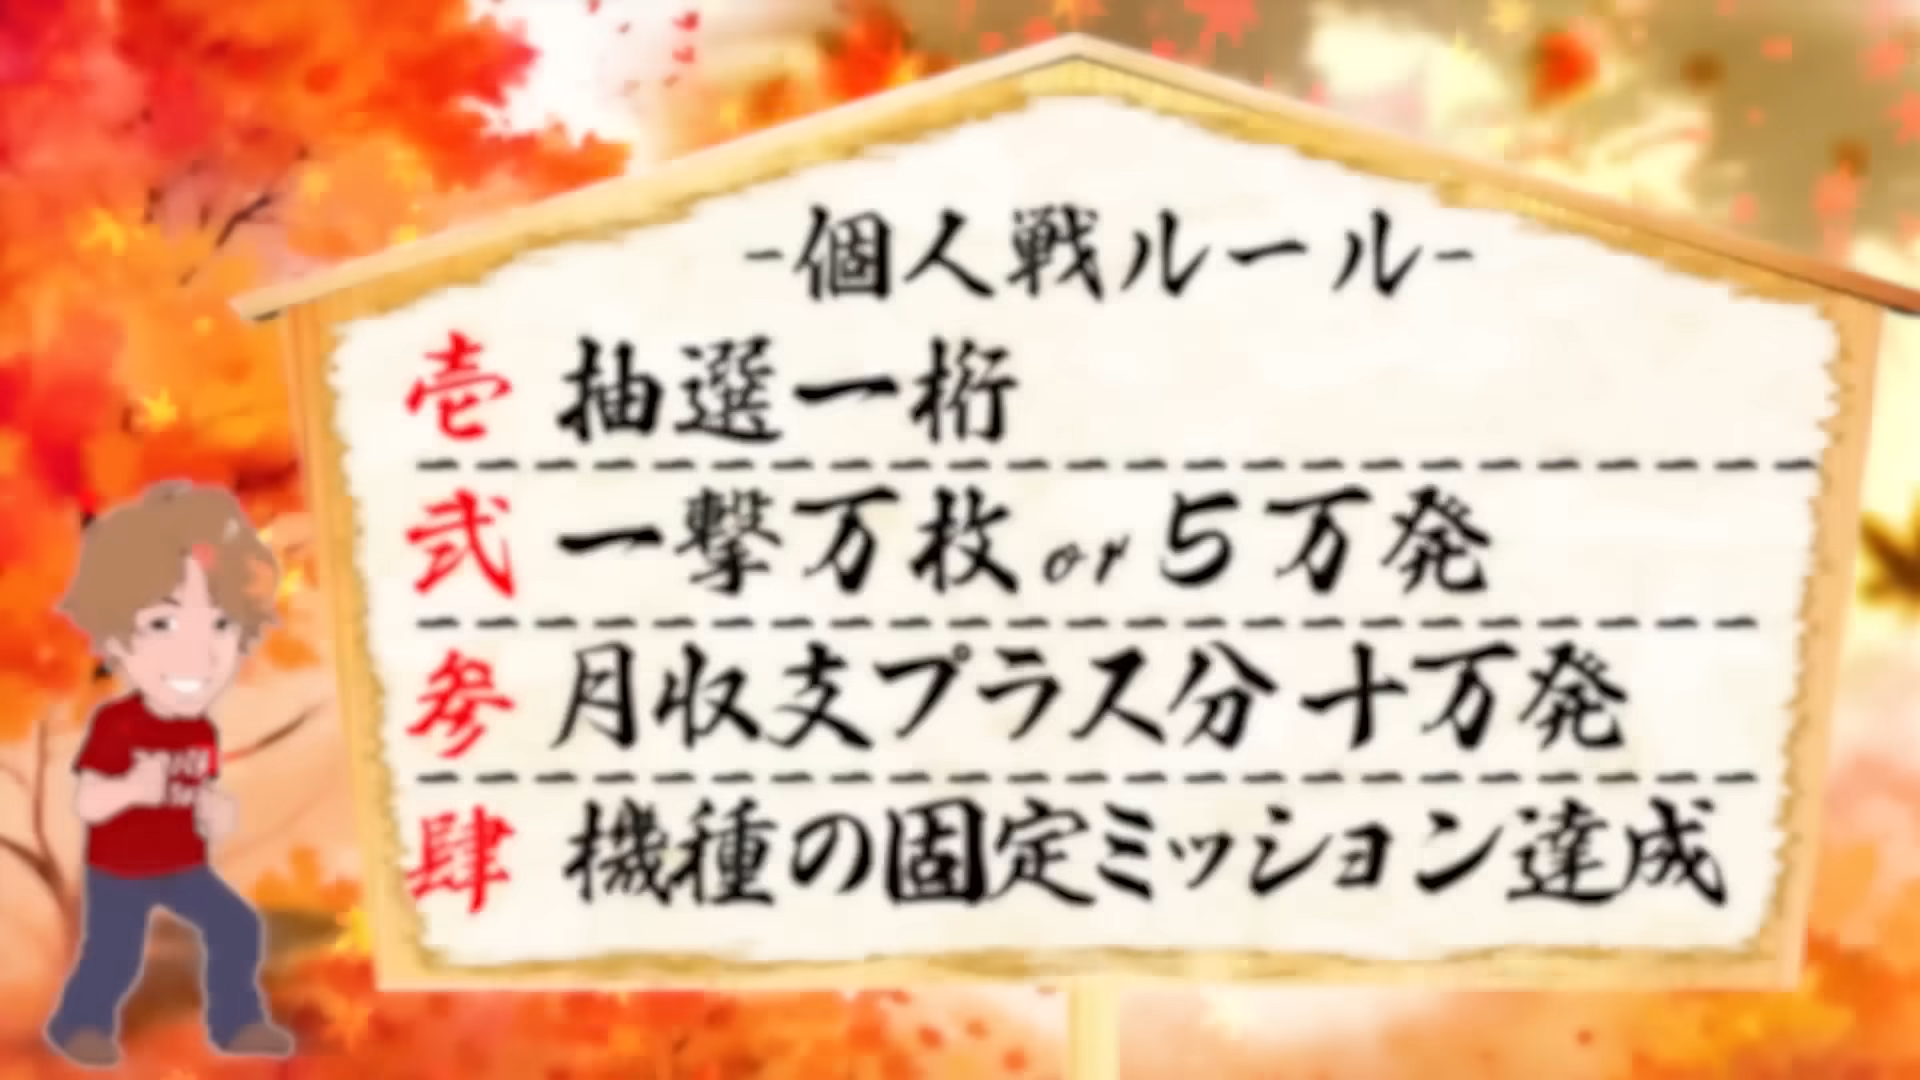 -個人戦ルール-
壱 抽選一桁
弐 一撃万枚or5万発
参 月収支プラス分十万発
肆 機種の固定ミッション達成